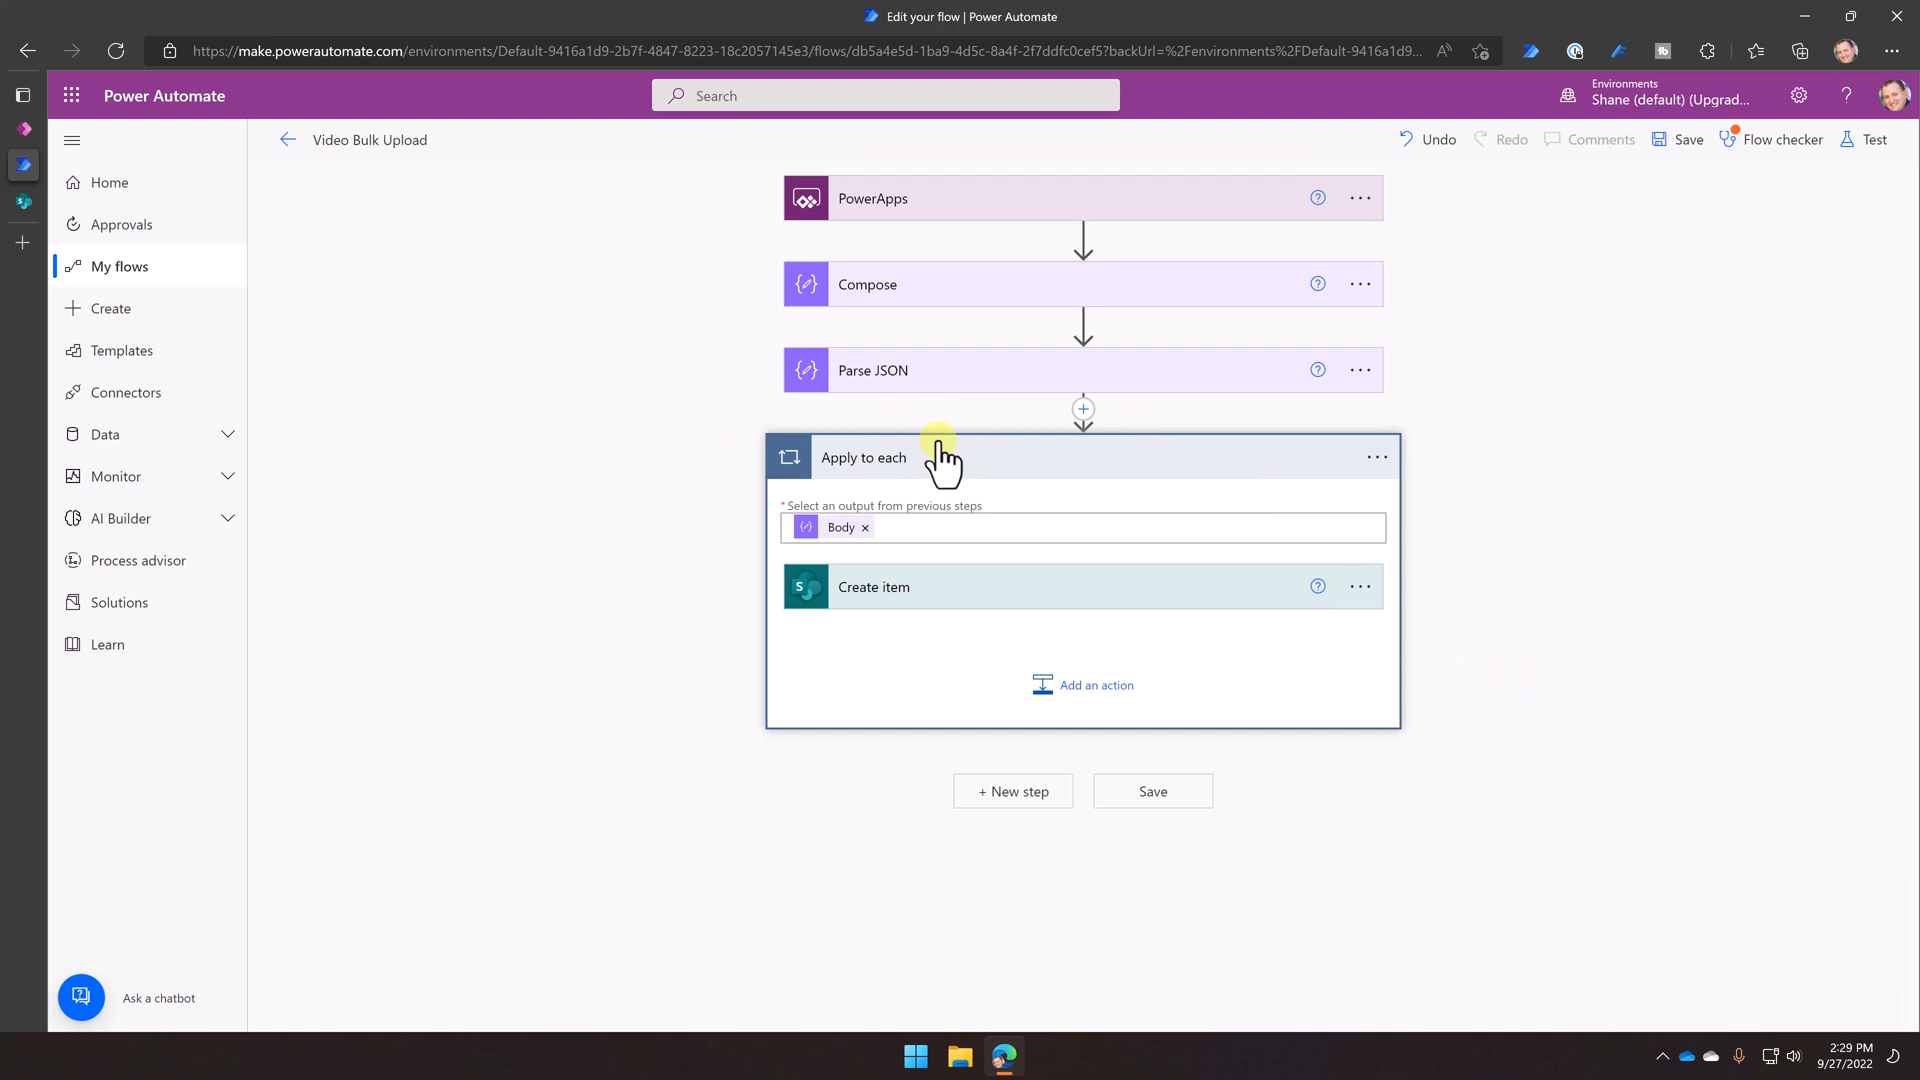 Edit your flow | Power Automate
https://make.powerautomate.com/environments/Default-9416a1d9-2b7f-4847-8223-18c2057145e3/flows/db5a4e5d-1ba9-4d5c-8a4f-2f7ddfc0cef5?backUrl=%2Fenvironments%2FDefault-9416a1d9...
Power Automate
Search
Environments
Shane (default) (Upgrad...
Video Bulk Upload
Undo
Redo
Comments
Save
Flow checker
Test
Home
Approvals
My flows
Create
Templates
Connectors
Data
Monitor
AI Builder
Process advisor
Solutions
Learn
Ask a chatbot
PowerApps
Compose
Parse JSON
Apply to each
* Select an output from previous steps
Body
Create item
Add an action
+ New step
Save
2:29 PM
9/27/2022